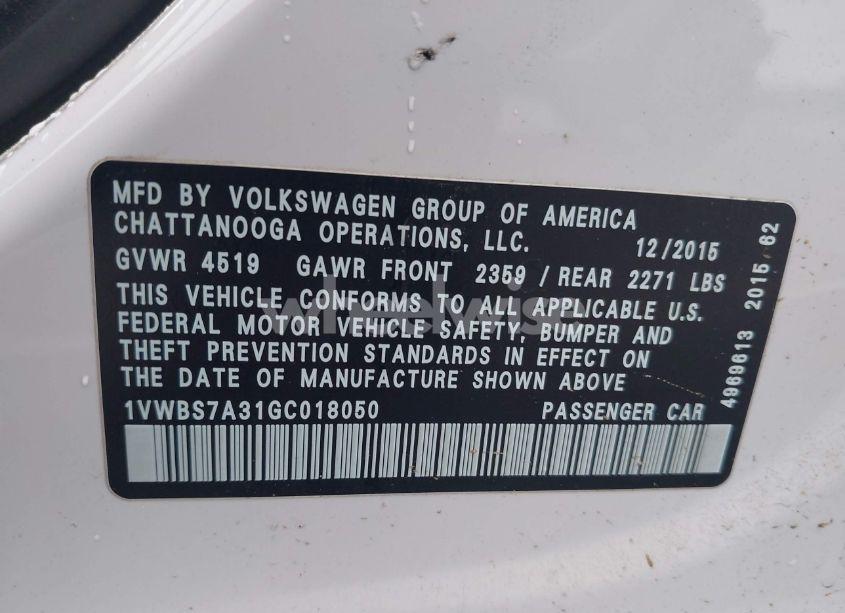 MFD BY VOLKSWAGEN GROUP OF AMERICA
CHATTANOOGA OPERATIONS, LLC. 12/2015
GVWR 4519 GAWR FRONT 2359 / REAR 2271 LBS
THIS VEHICLE CONFORMS TO ALL APPLICABLE U.S.
FEDERAL MOTOR VEHICLE SAFETY, BUMPER AND
THEFT PREVENTION STANDARDS IN EFFECT ON
THE DATE OF MANUFACTURE SHOWN ABOVE
1VWBS7A31GC018050 PASSENGER CAR
4969613 2015 62
wheelwise